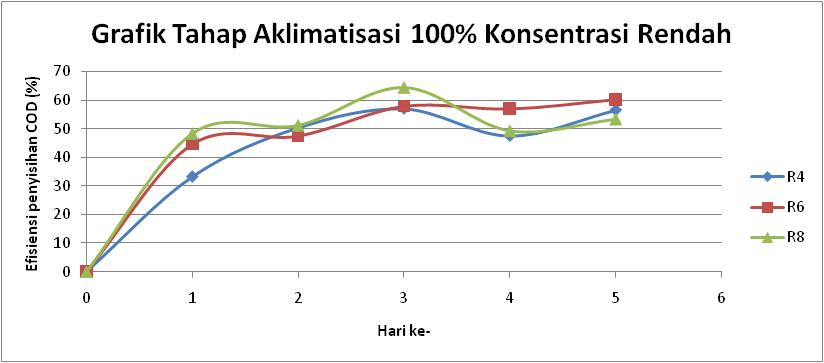 Grafik Tahap Aklimatisasi 100% Konsentrasi Rendah
Efisiensi penyisihan COD (%)
70
60
50
40
30
20
10
0
0 1 2 3 4 5 6
Hari ke-
R4
R6
R8